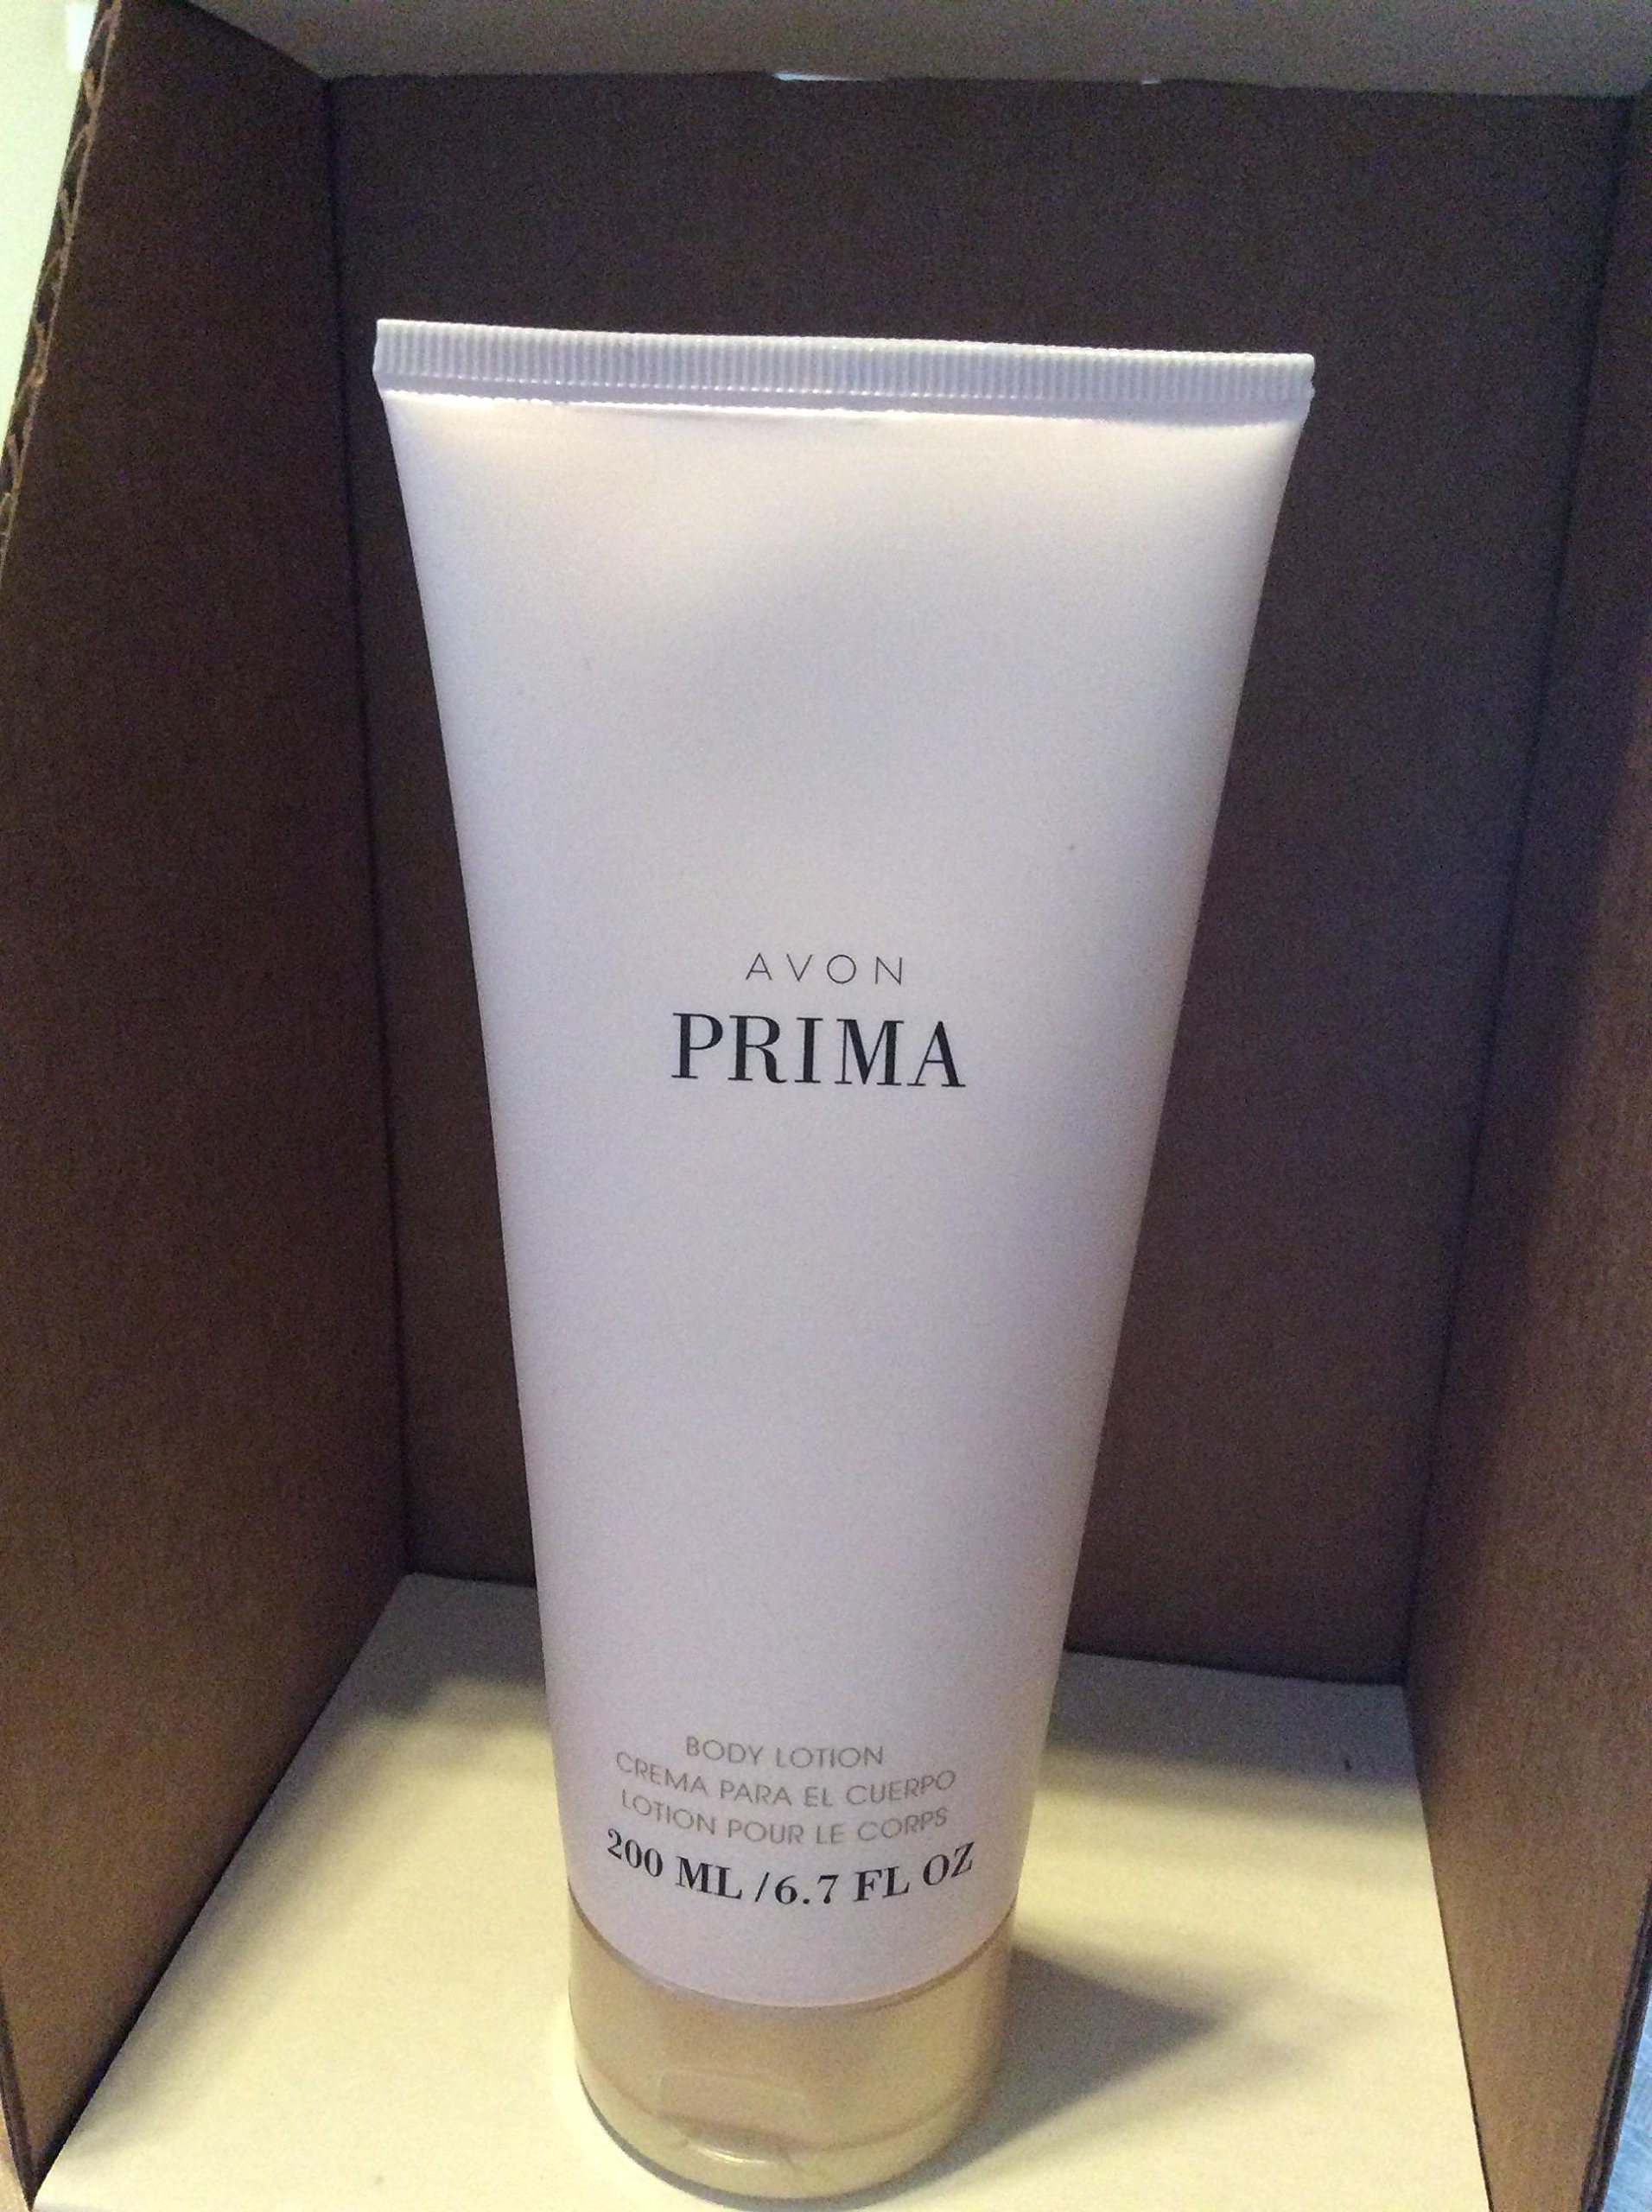 AVON
PRIMA
BODY LOTION
CREMA PARA EL CUERPO
LOTION POUR LE CORPS
200 ML /6.7 FL OZ